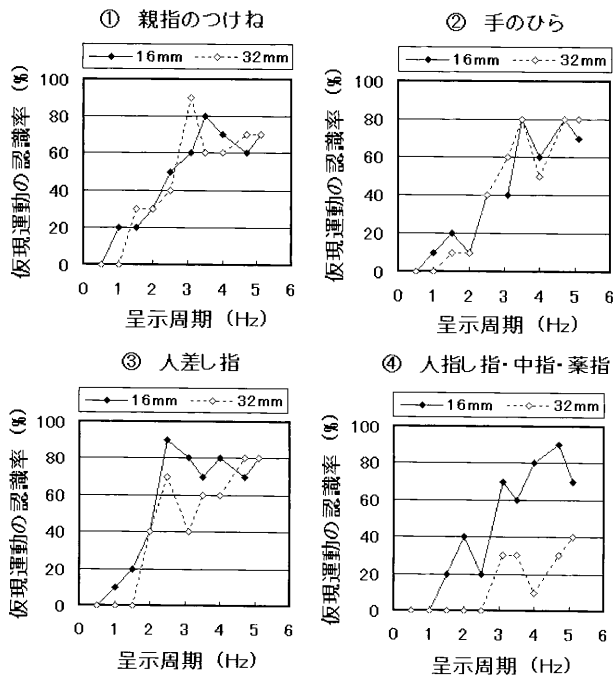 ① 親指のつけね
16mm 32mm
仮現運動の認識率 (%)
100
80
60
40
20
0
0 1 2 3 4 5 6
呈示周期 (Hz)
② 手のひら
16mm 32mm
仮現運動の認識率 (%)
100
80
60
40
20
0
0 1 2 3 4 5 6
呈示周期 (Hz)
③ 人差し指
16mm 32mm
仮現運動の認識率 (%)
100
80
60
40
20
0
0 1 2 3 4 5 6
呈示周期 (Hz)
④ 人指し指・中指・薬指
16mm 32mm
仮現運動の認識率 (%)
100
80
60
40
20
0
0 1 2 3 4 5 6
呈示周期 (Hz)